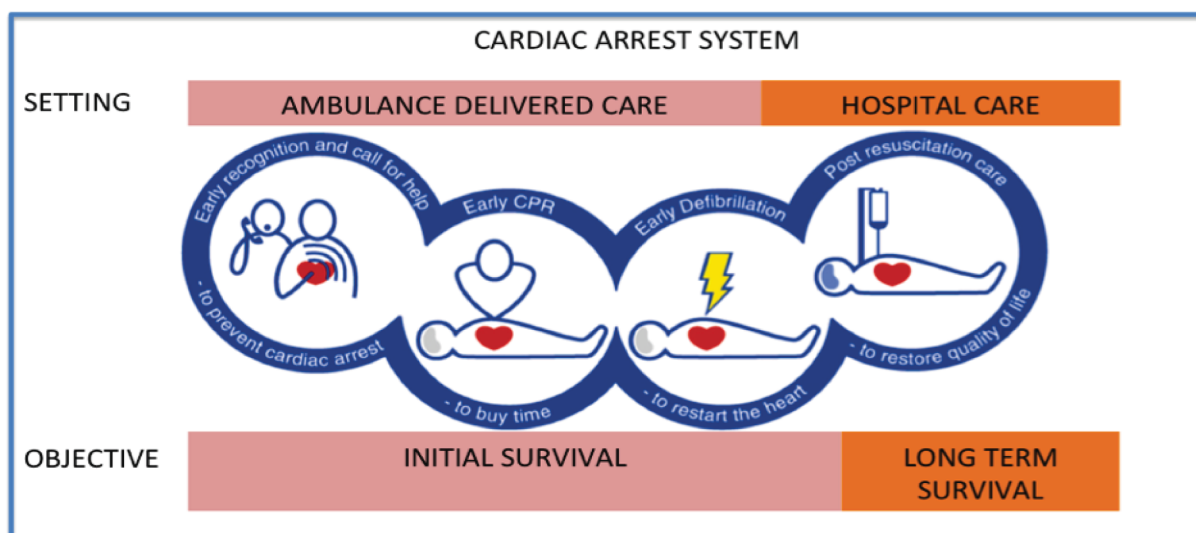 CARDIAC ARREST SYSTEM
SETTING
AMBULANCE DELIVERED CARE
HOSPITAL CARE
Early recognition and call for help
- to prevent cardiac arrest
Early CPR
- to buy time
Early Defibrillation
- to restart the heart
Post resuscitation care
- to restore quality of life
OBJECTIVE
INITIAL SURVIVAL
LONG TERM
SURVIVAL